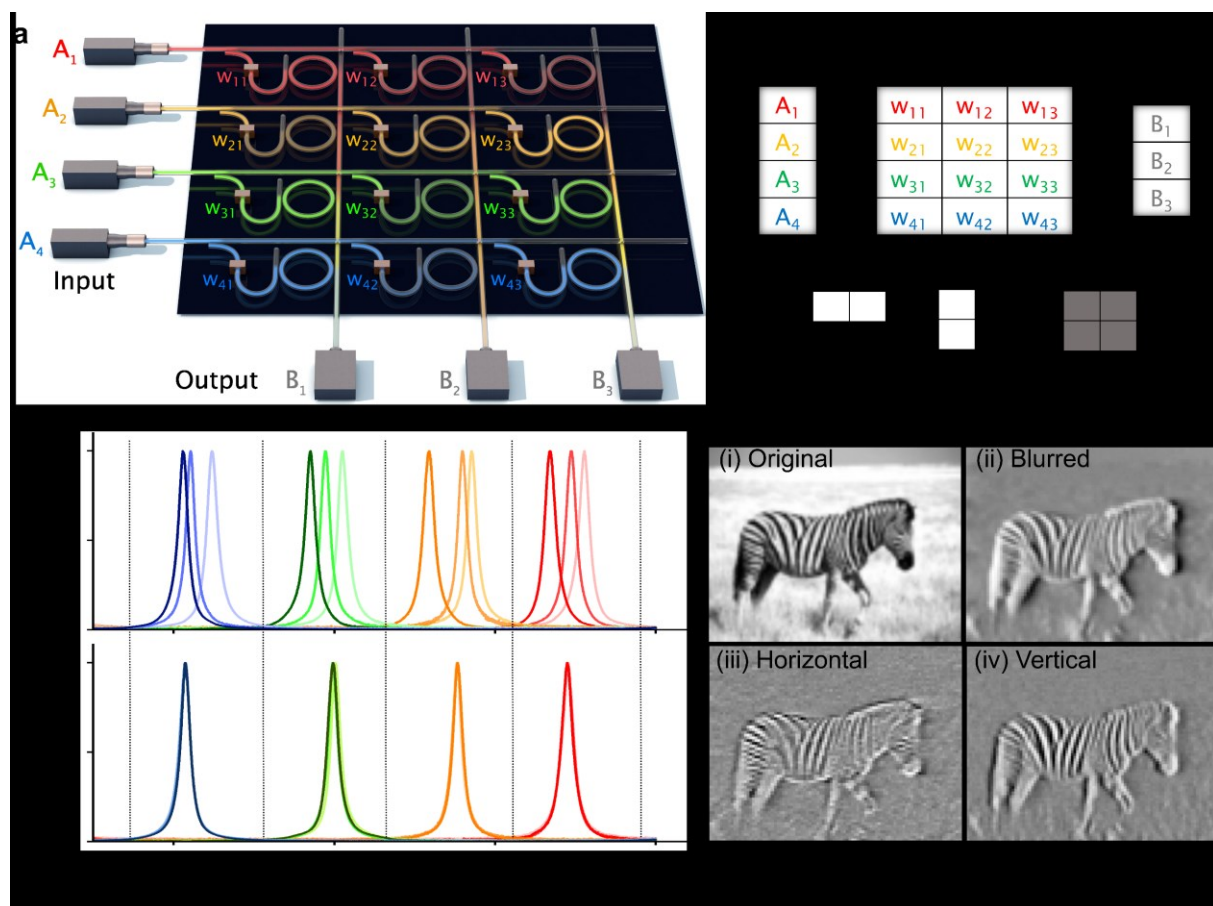 a
A₁
A₂
A₃
A₄
Input
w₁₁ w₁₂ w₁₃
w₂₁ w₂₂ w₂₃
w₃₁ w₃₂ w₃₃
w₄₁ w₄₂ w₄₃
Output B₁ B₂ B₃
A₁ w₁₁ w₁₂ w₁₃
A₂ w₂₁ w₂₂ w₂₃
A₃ w₃₁ w₃₂ w₃₃
A₄ w₄₁ w₄₂ w₄₃
B₁
B₂
B₃
(i) Original
(ii) Blurred
(iii) Horizontal
(iv) Vertical